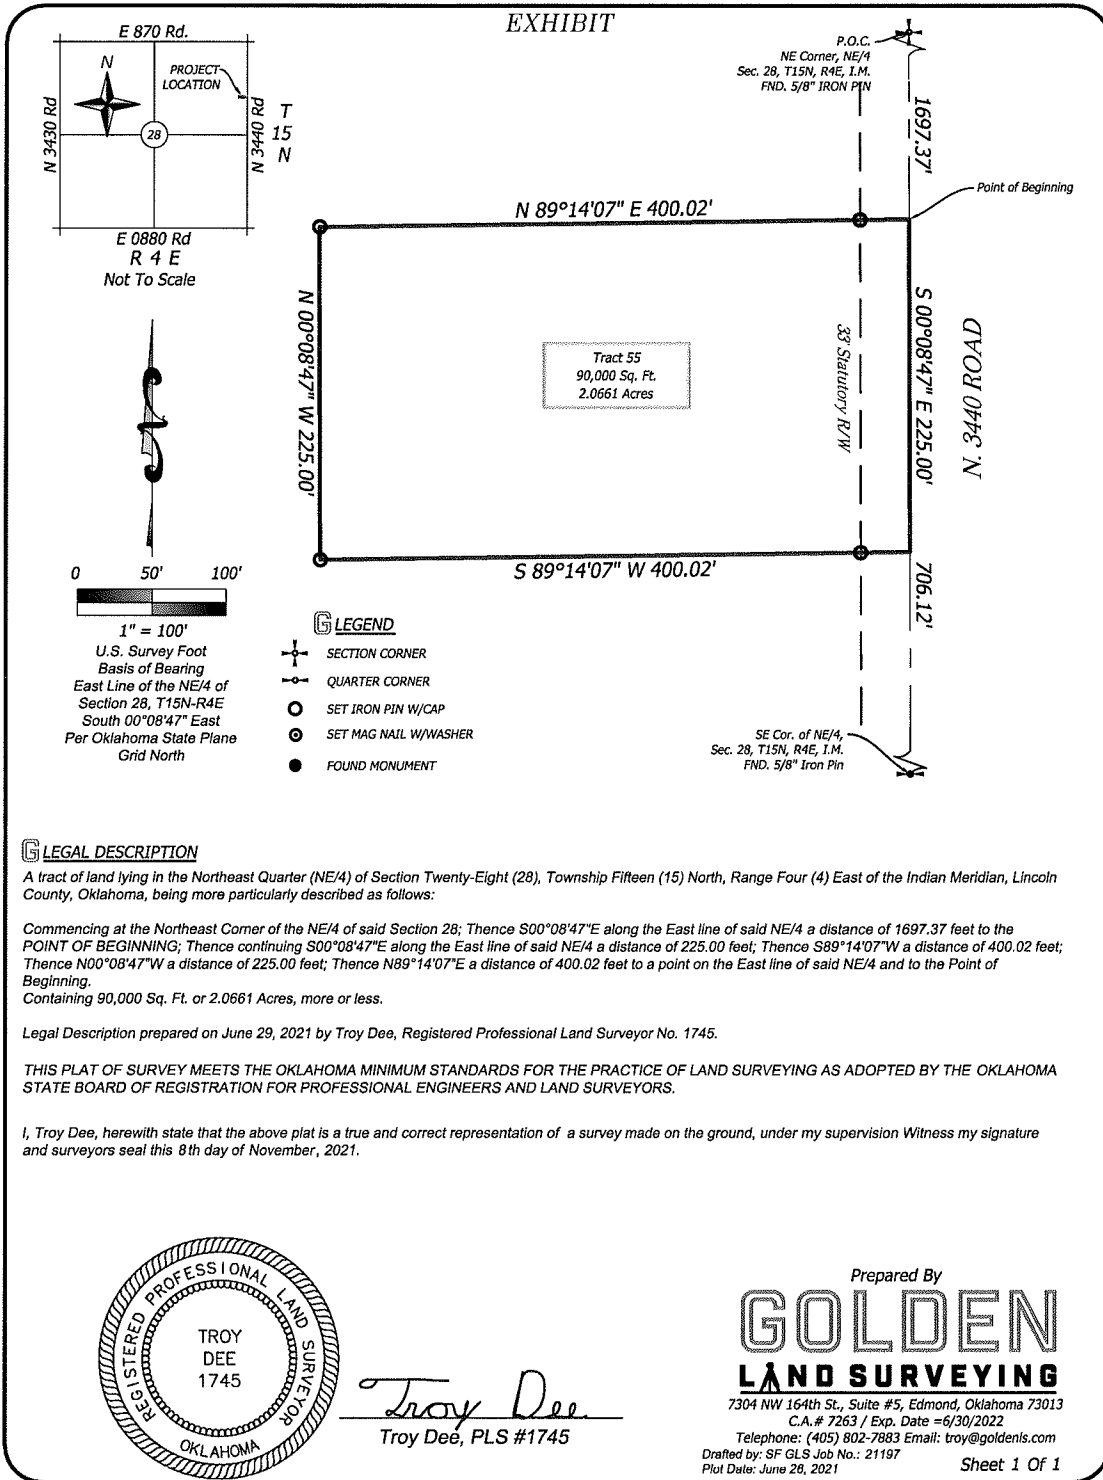 EXHIBIT
E 870 Rd.
N
PROJECT
LOCATION
N 3430 Rd
28
N 3440 Rd
T
15
N
E 0880 Rd
R 4 E
Not To Scale
P.O.C.
NE Corner, NE/4
Sec. 28, T15N, R4E, I.M.
FND. 5/8" IRON PIN
1697.37'
Point of Beginning
N 89°14'07" E 400.02'
N 00°08'47" W 225.00'
Tract 55
90,000 Sq. Ft.
2.0661 Acres
33' Statutory R/W
S 00°08'47" E 225.00'
N. 3440 ROAD
S 89°14'07" W 400.02'
706.12'
0 50' 100'
1" = 100'
U.S. Survey Foot
Basis of Bearing
East Line of the NE/4 of
Section 28, T15N-R4E
South 00°08'47" East
Per Oklahoma State Plane
Grid North
G LEGEND
SECTION CORNER
QUARTER CORNER
SET IRON PIN W/CAP
SET MAG NAIL W/WASHER
FOUND MONUMENT
SE Cor. of NE/4,
Sec. 28, T15N, R4E, I.M.
FND. 5/8" Iron Pin
G LEGAL DESCRIPTION
A tract of land lying in the Northeast Quarter (NE/4) of Section Twenty-Eight (28), Township Fifteen (15) North, Range Four (4) East of the Indian Meridian, Lincoln
County, Oklahoma, being more particularly described as follows:
Commencing at the Northeast Corner of the NE/4 of said Section 28; Thence S00°08'47"E along the East line of said NE/4 a distance of 1697.37 feet to the
POINT OF BEGINNING; Thence continuing S00°08'47"E along the East line of said NE/4 a distance of 225.00 feet; Thence S89°14'07"W a distance of 400.02 feet;
Thence N00°08'47"W a distance of 225.00 feet; Thence N89°14'07"E a distance of 400.02 feet to a point on the East line of said NE/4 and to the Point of
Beginning.
Containing 90,000 Sq. Ft. or 2.0661 Acres, more or less.
Legal Description prepared on June 29, 2021 by Troy Dee, Registered Professional Land Surveyor No. 1745.
THIS PLAT OF SURVEY MEETS THE OKLAHOMA MINIMUM STANDARDS FOR THE PRACTICE OF LAND SURVEYING AS ADOPTED BY THE OKLAHOMA
STATE BOARD OF REGISTRATION FOR PROFESSIONAL ENGINEERS AND LAND SURVEYORS.
I, Troy Dee, herewith state that the above plat is a true and correct representation of a survey made on the ground, under my supervision Witness my signature
and surveyors seal this 8th day of November, 2021.
REGISTERED PROFESSIONAL LAND SURVEYOR
TROY
DEE
1745
OKLAHOMA
Troy Dee
Troy Dee, PLS #1745
Prepared By
GOLDEN
LAND SURVEYING
7304 NW 164th St., Suite #5, Edmond, Oklahoma 73013
C.A.# 7263 / Exp. Date =6/30/2022
Telephone: (405) 802-7883 Email: troy@goldenls.com
Drafted by: SF GLS Job No.: 21197
Plot Date: June 28, 2021
Sheet 1 Of 1